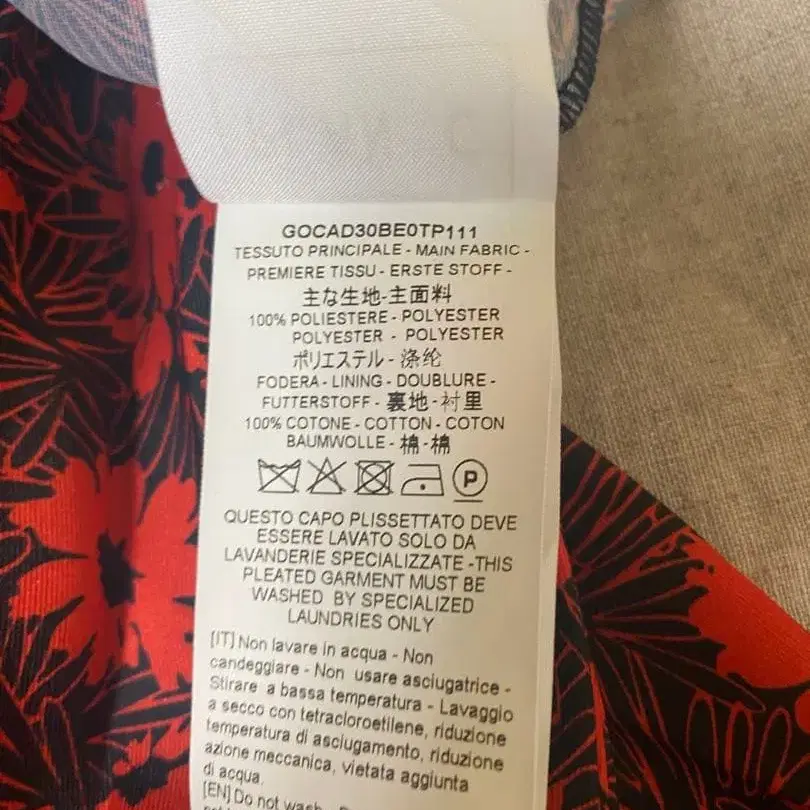 GOCAD30BE0TP111
TESSUTO PRINCIPALE - MAIN FABRIC -
PREMIERE TISSU - ERSTE STOFF -
主な生地-主面料
100% POLIESTERE - POLYESTER
POLYESTER - POLYESTER
ポリエステル - 涤纶
FODERA - LINING - DOUBLURE -
FUTTERSTOFF - 裏地 - 衬里
100% COTONE - COTTON - COTON
BAUMWOLLE - 棉 - 棉
P
QUESTO CAPO PLISSETTATO DEVE
ESSERE LAVATO SOLO DA
LAVANDERIE SPECIALIZZATE -THIS
PLEATED GARMENT MUST BE
WASHED BY SPECIALIZED
LAUNDRIES ONLY
[IT] Non lavare in acqua - Non
candeggiare - Non usare asciugatrice -
Stirare a bassa temperatura - Lavaggio
a secco con tetracloroetilene, riduzione
temperatura di asciugamento, riduzione
azione meccanica, vietata aggiunta
di acqua.
[EN] Do not wash -